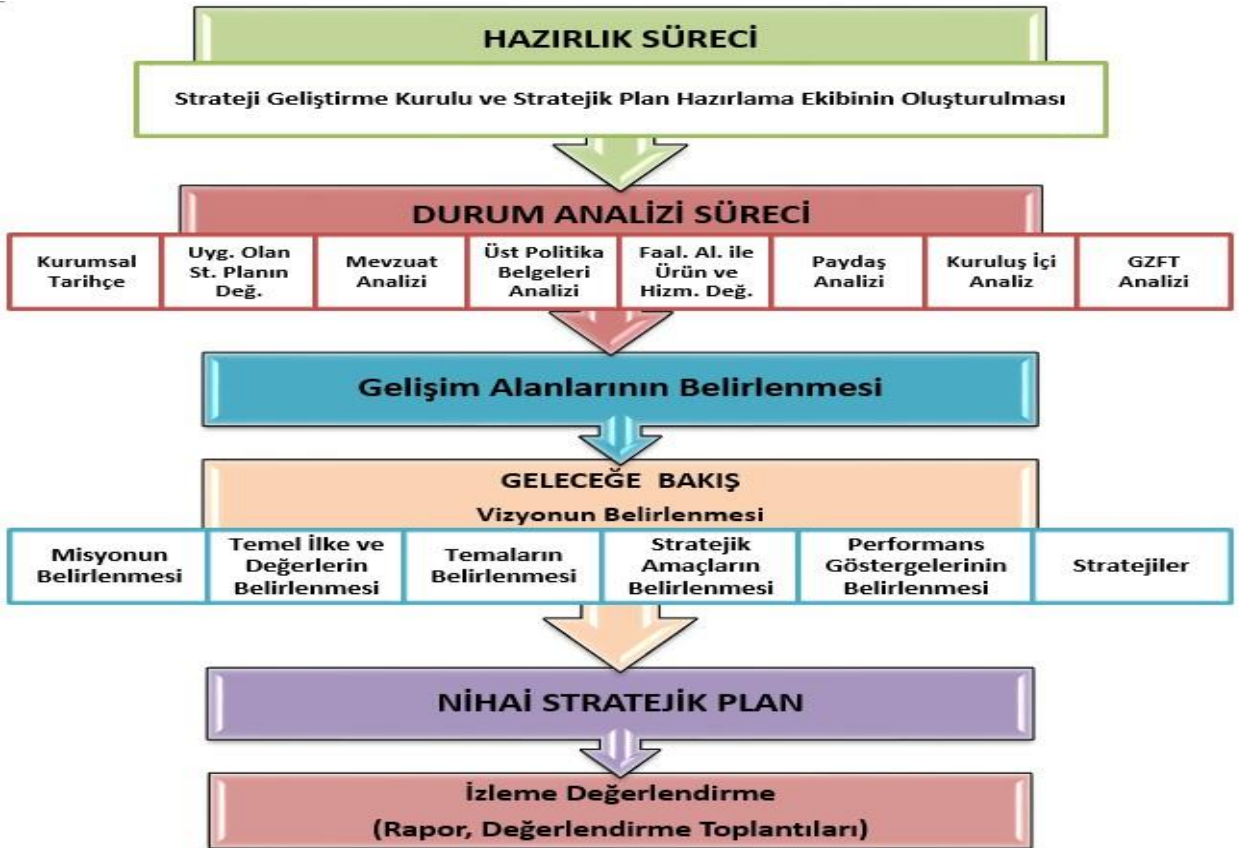 HAZIRLIK SÜRECİ
Strateji Geliştirme Kurulu ve Stratejik Plan Hazırlama Ekibinin Oluşturulması
DURUM ANALİZİ SÜRECİ
Kurumsal
Tarihçe
Uyg. Olan
St. Planın
Değ.
Mevzuat
Analizi
Üst Politika
Belgeleri
Analizi
Faal. Al. ile
Ürün ve
Hizm. Değ.
Paydaş
Analizi
Kuruluş İçi
Analiz
GZFT
Analizi
Gelişim Alanlarının Belirlenmesi
GELECEĞE BAKIŞ
Vizyonun Belirlenmesi
Misyonun
Belirlenmesi
Temel İlke ve
Değerlerin
Belirlenmesi
Temaların
Belirlenmesi
Stratejik
Amaçların
Belirlenmesi
Performans
Göstergelerinin
Belirlenmesi
Stratejiler
NİHAİ STRATEJİK PLAN
İzleme Değerlendirme
(Rapor, Değerlendirme Toplantıları)